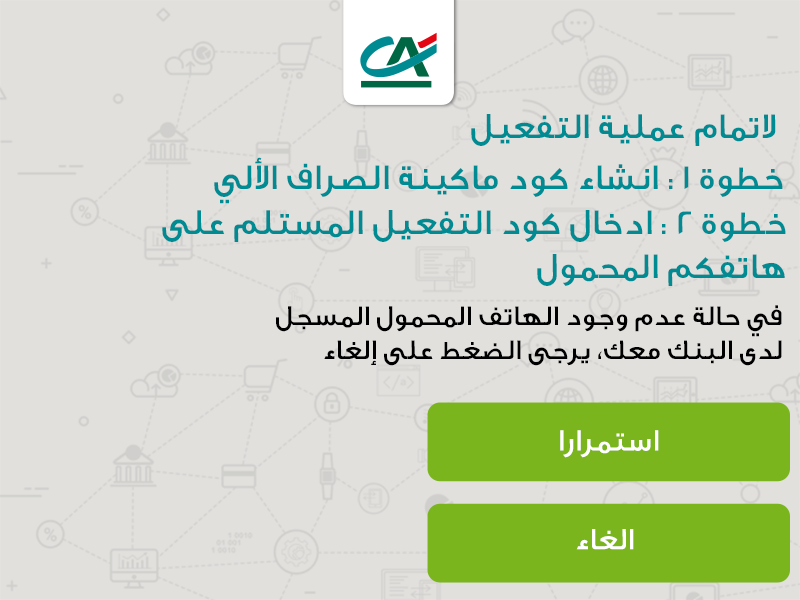 CA
لاتمام عملية التفعيل
خطوة ١ : انشاء كود ماكينة الصراف الألي
خطوة ٢ : ادخال كود التفعيل المستلم على
هاتفكم المحمول
في حالة عدم وجود الهاتف المحمول المسجل
لدى البنك معك، يرجى الضغط على إلغاء
استمرارا
الغاء